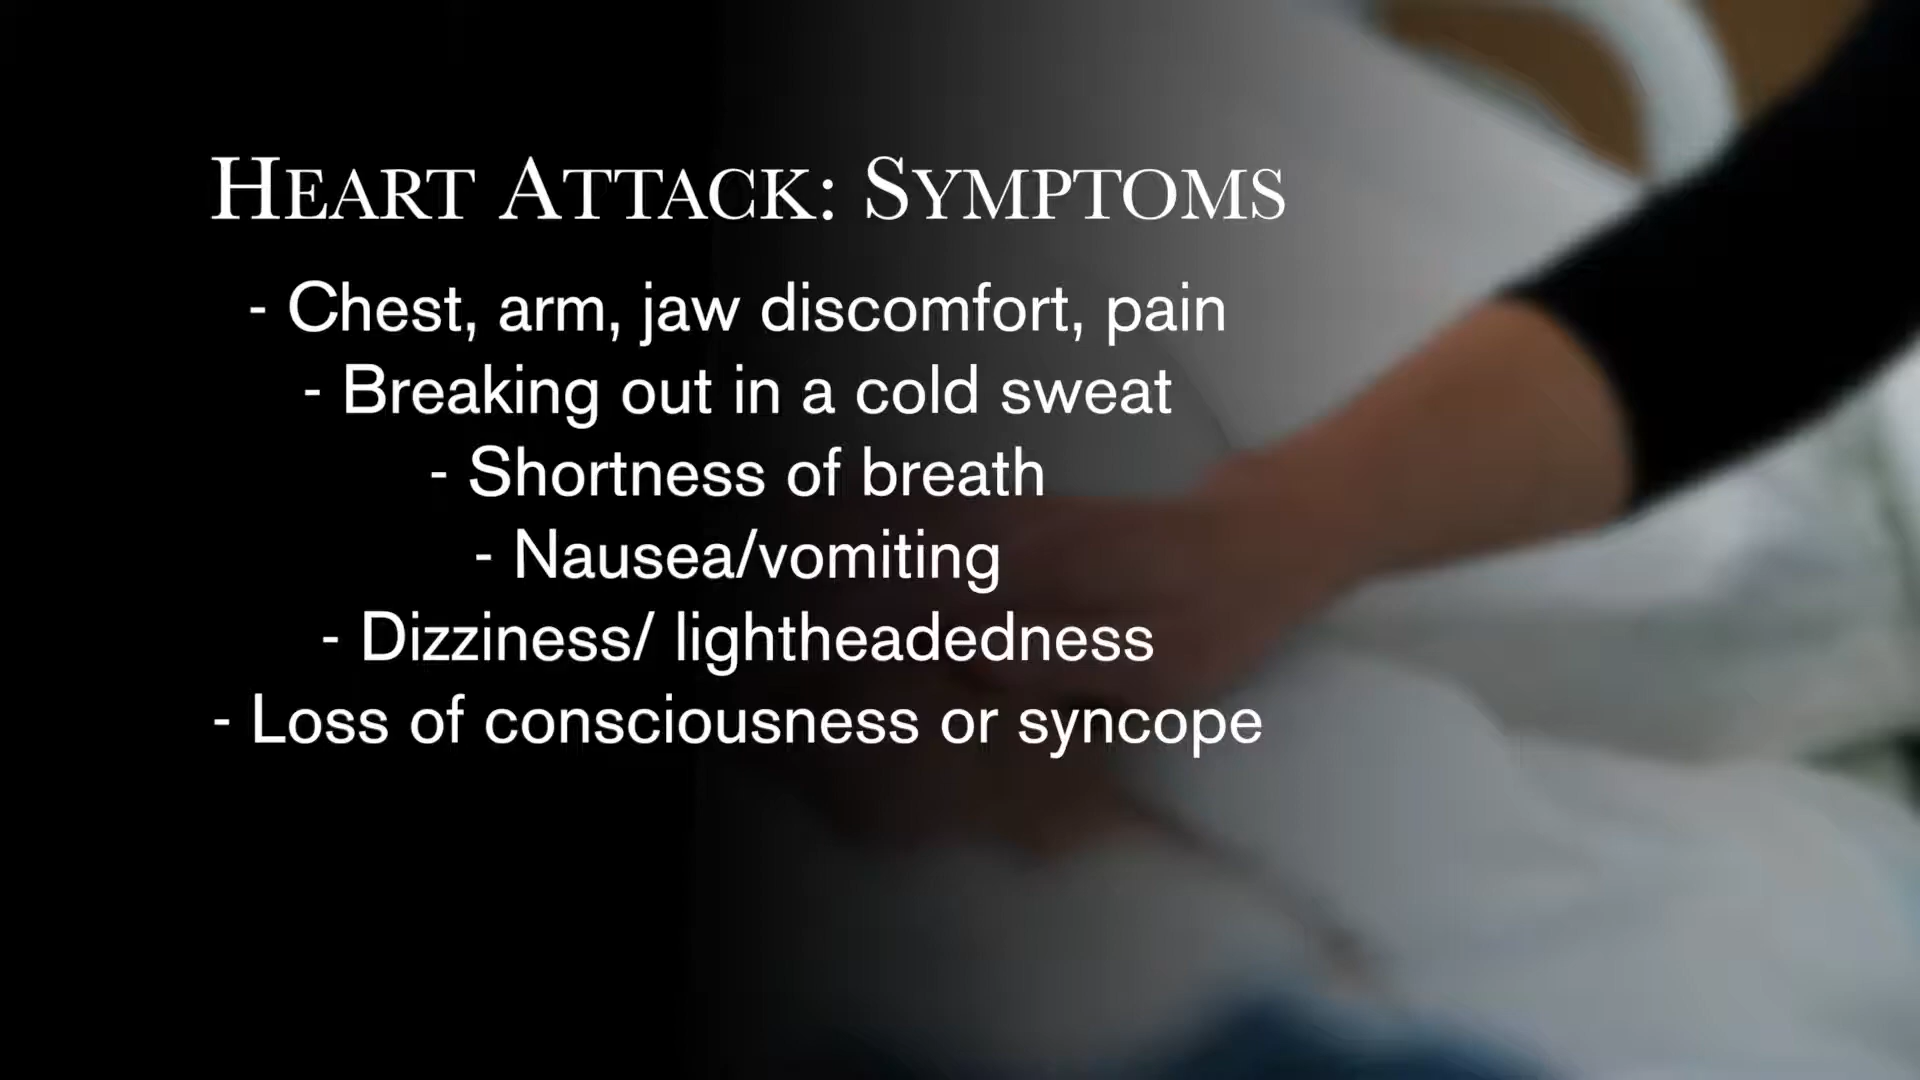 HEART ATTACK: SYMPTOMS
- Chest, arm, jaw discomfort, pain
- Breaking out in a cold sweat
- Shortness of breath
- Nausea/vomiting
- Dizziness/ lightheadedness
- Loss of consciousness or syncope